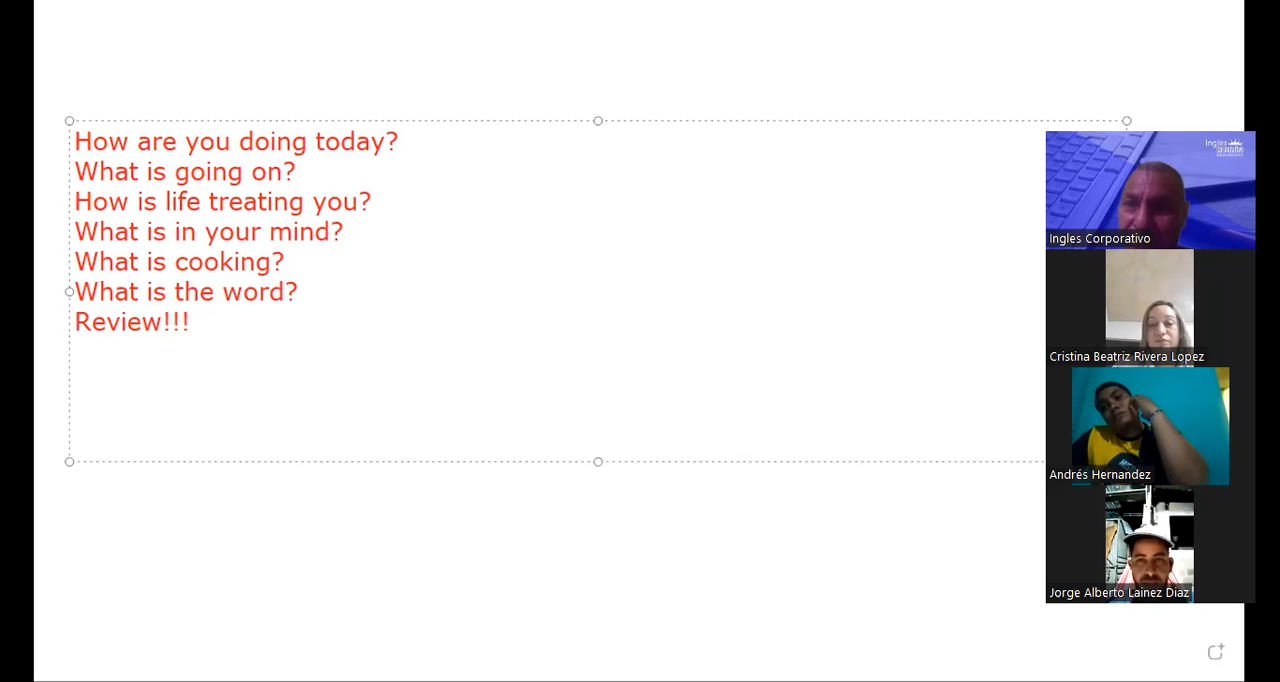 How are you doing today?
What is going on?
How is life treating you?
What is in your mind?
What is cooking?
What is the word?
Review!!!
Ingles
Corporativo
Ingles Corporativo
Cristina Beatriz Rivera Lopez
Andrés Hernandez
Jorge Alberto Lainez Diaz